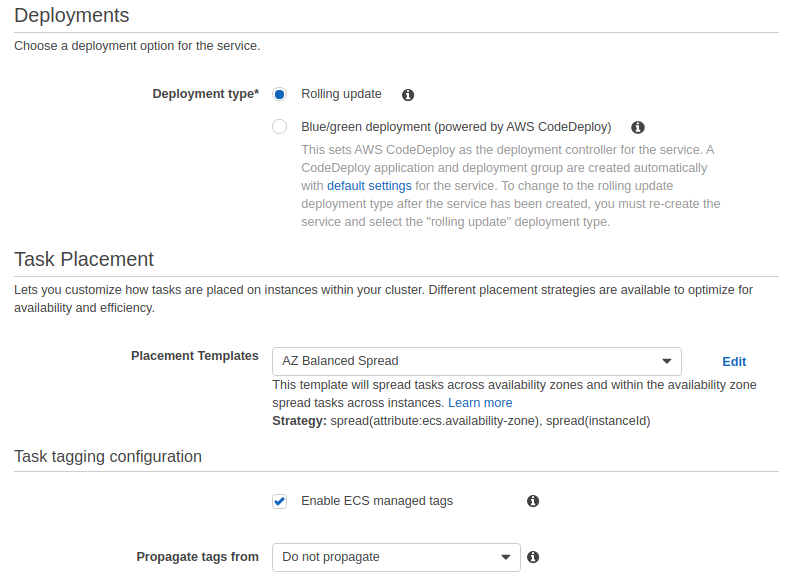 Deployments
Choose a deployment option for the service.
Deployment type* Rolling update
Blue/green deployment (powered by AWS CodeDeploy)
This sets AWS CodeDeploy as the deployment controller for the service. A
CodeDeploy application and deployment group are created automatically
with default settings for the service. To change to the rolling update
deployment type after the service has been created, you must re-create the
service and select the "rolling update" deployment type.
Task Placement
Lets you customize how tasks are placed on instances within your cluster. Different placement strategies are available to optimize for
availability and efficiency.
Placement Templates AZ Balanced Spread Edit
This template will spread tasks across availability zones and within the availability zone
spread tasks across instances. Learn more
Strategy: spread(attribute:ecs.availability-zone), spread(instanceId)
Task tagging configuration
Enable ECS managed tags
Propagate tags from Do not propagate